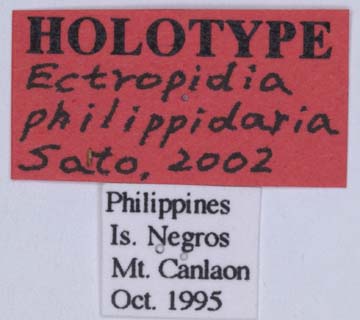 HOLOTYPE
Ectropidia
philippidaria
Sato, 2002
Philippines
Is. Negros
Mt. Canlaon
Oct. 1995